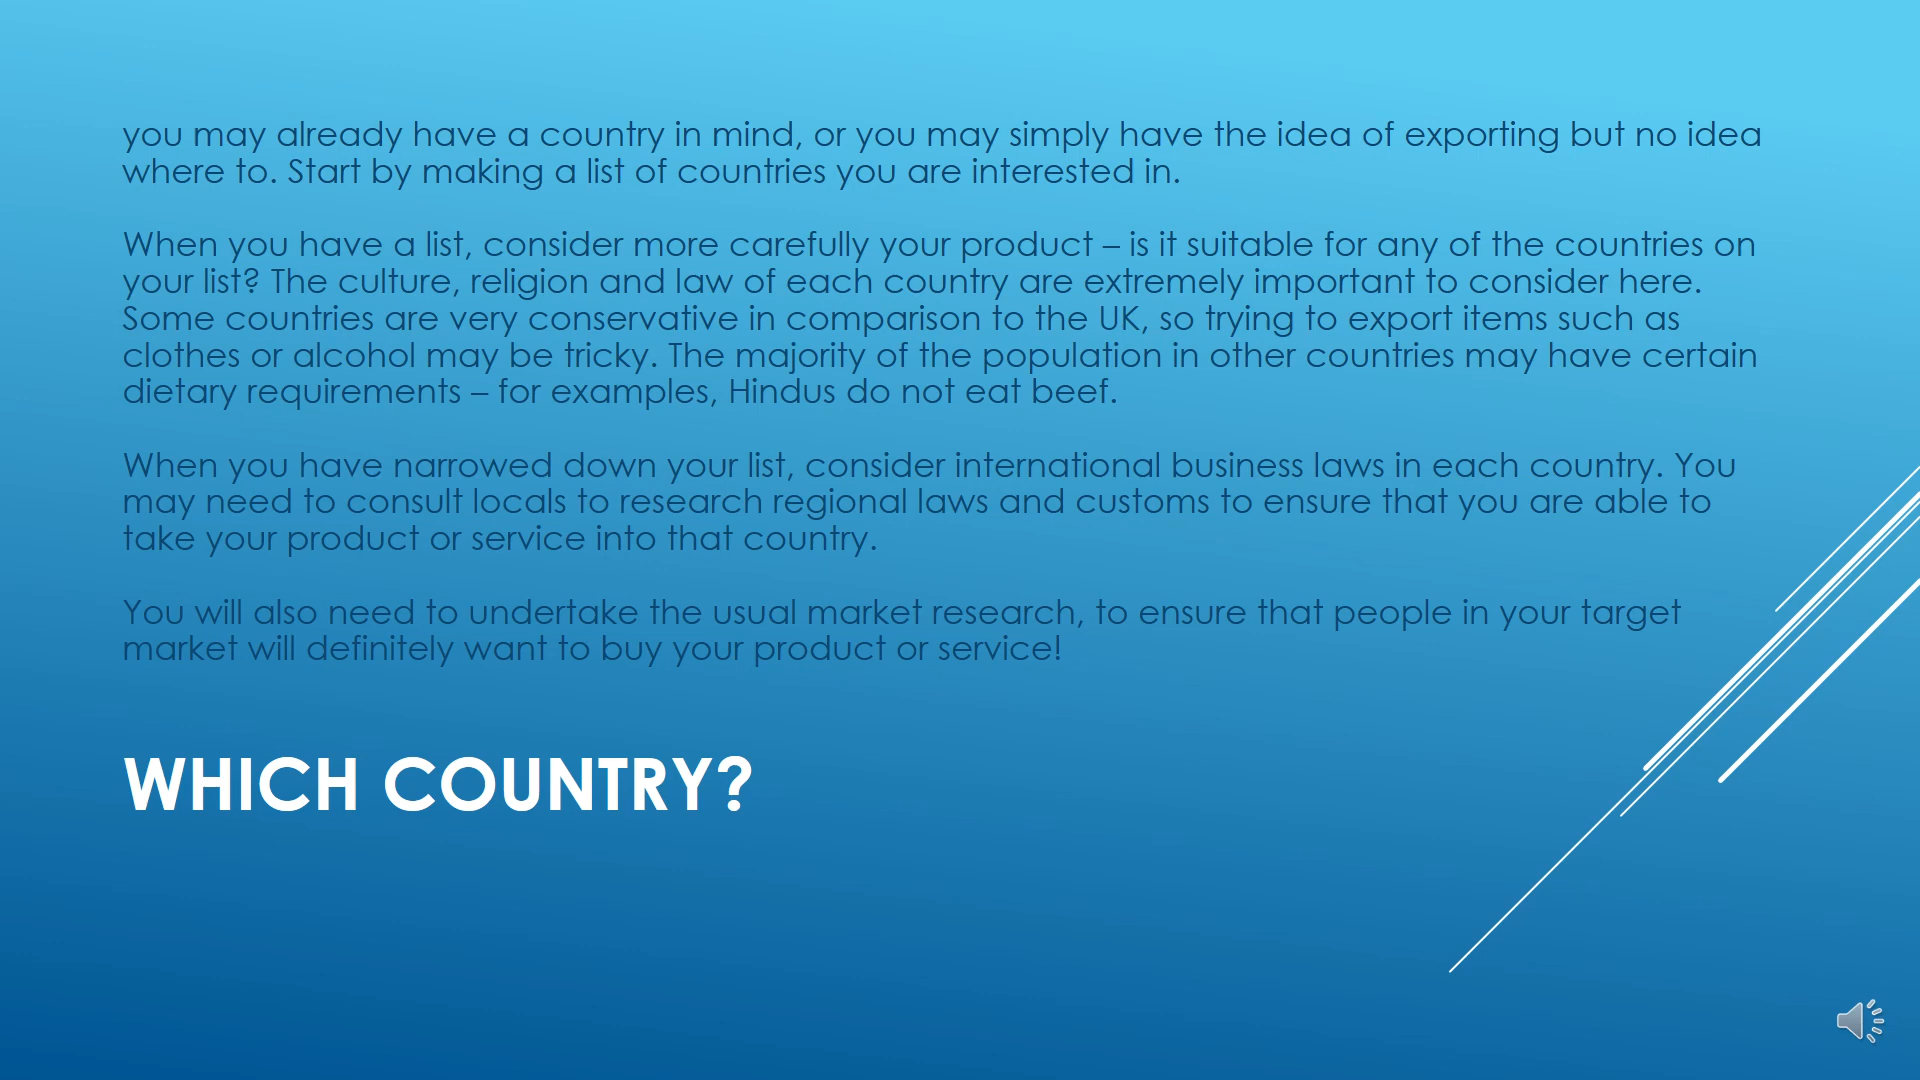 you may already have a country in mind, or you may simply have the idea of exporting but no idea
where to. Start by making a list of countries you are interested in.
When you have a list, consider more carefully your product – is it suitable for any of the countries on
your list? The culture, religion and law of each country are extremely important to consider here.
Some countries are very conservative in comparison to the UK, so trying to export items such as
clothes or alcohol may be tricky. The majority of the population in other countries may have certain
dietary requirements – for examples, Hindus do not eat beef.
When you have narrowed down your list, consider international business laws in each country. You
may need to consult locals to research regional laws and customs to ensure that you are able to
take your product or service into that country.
You will also need to undertake the usual market research, to ensure that people in your target
market will definitely want to buy your product or service!
WHICH COUNTRY?